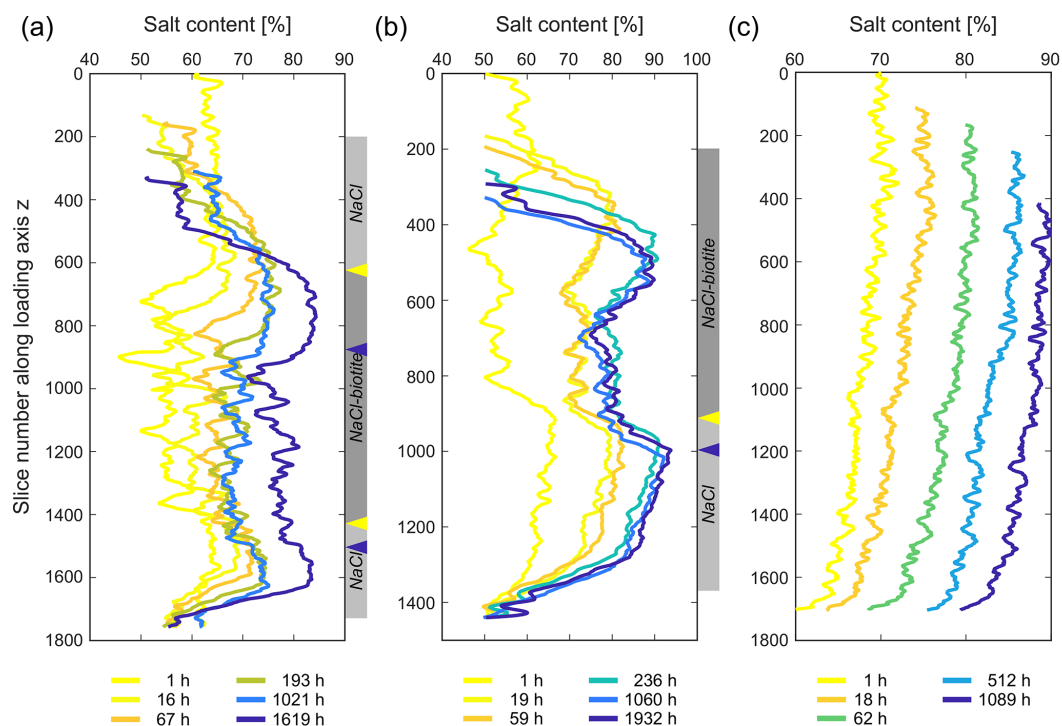 (a) Salt content [%] (b) Salt content [%] (c) Salt content [%]
40 50 60 70 80 90 40 50 60 70 80 90 100 60 70 80 90
Slice number along loading axis z
0
200
400
600
800
1000
1200
1400
1600
1800
NaCl
NaCl-biotite
NaCl
0
200
400
600
800
1000
1200
1400
NaCl-biotite
NaCl
0
200
400
600
800
1000
1200
1400
1600
1800
1 h 193 h
16 h 1021 h
67 h 1619 h
1 h 236 h
19 h 1060 h
59 h 1932 h
1 h 512 h
18 h 1089 h
62 h